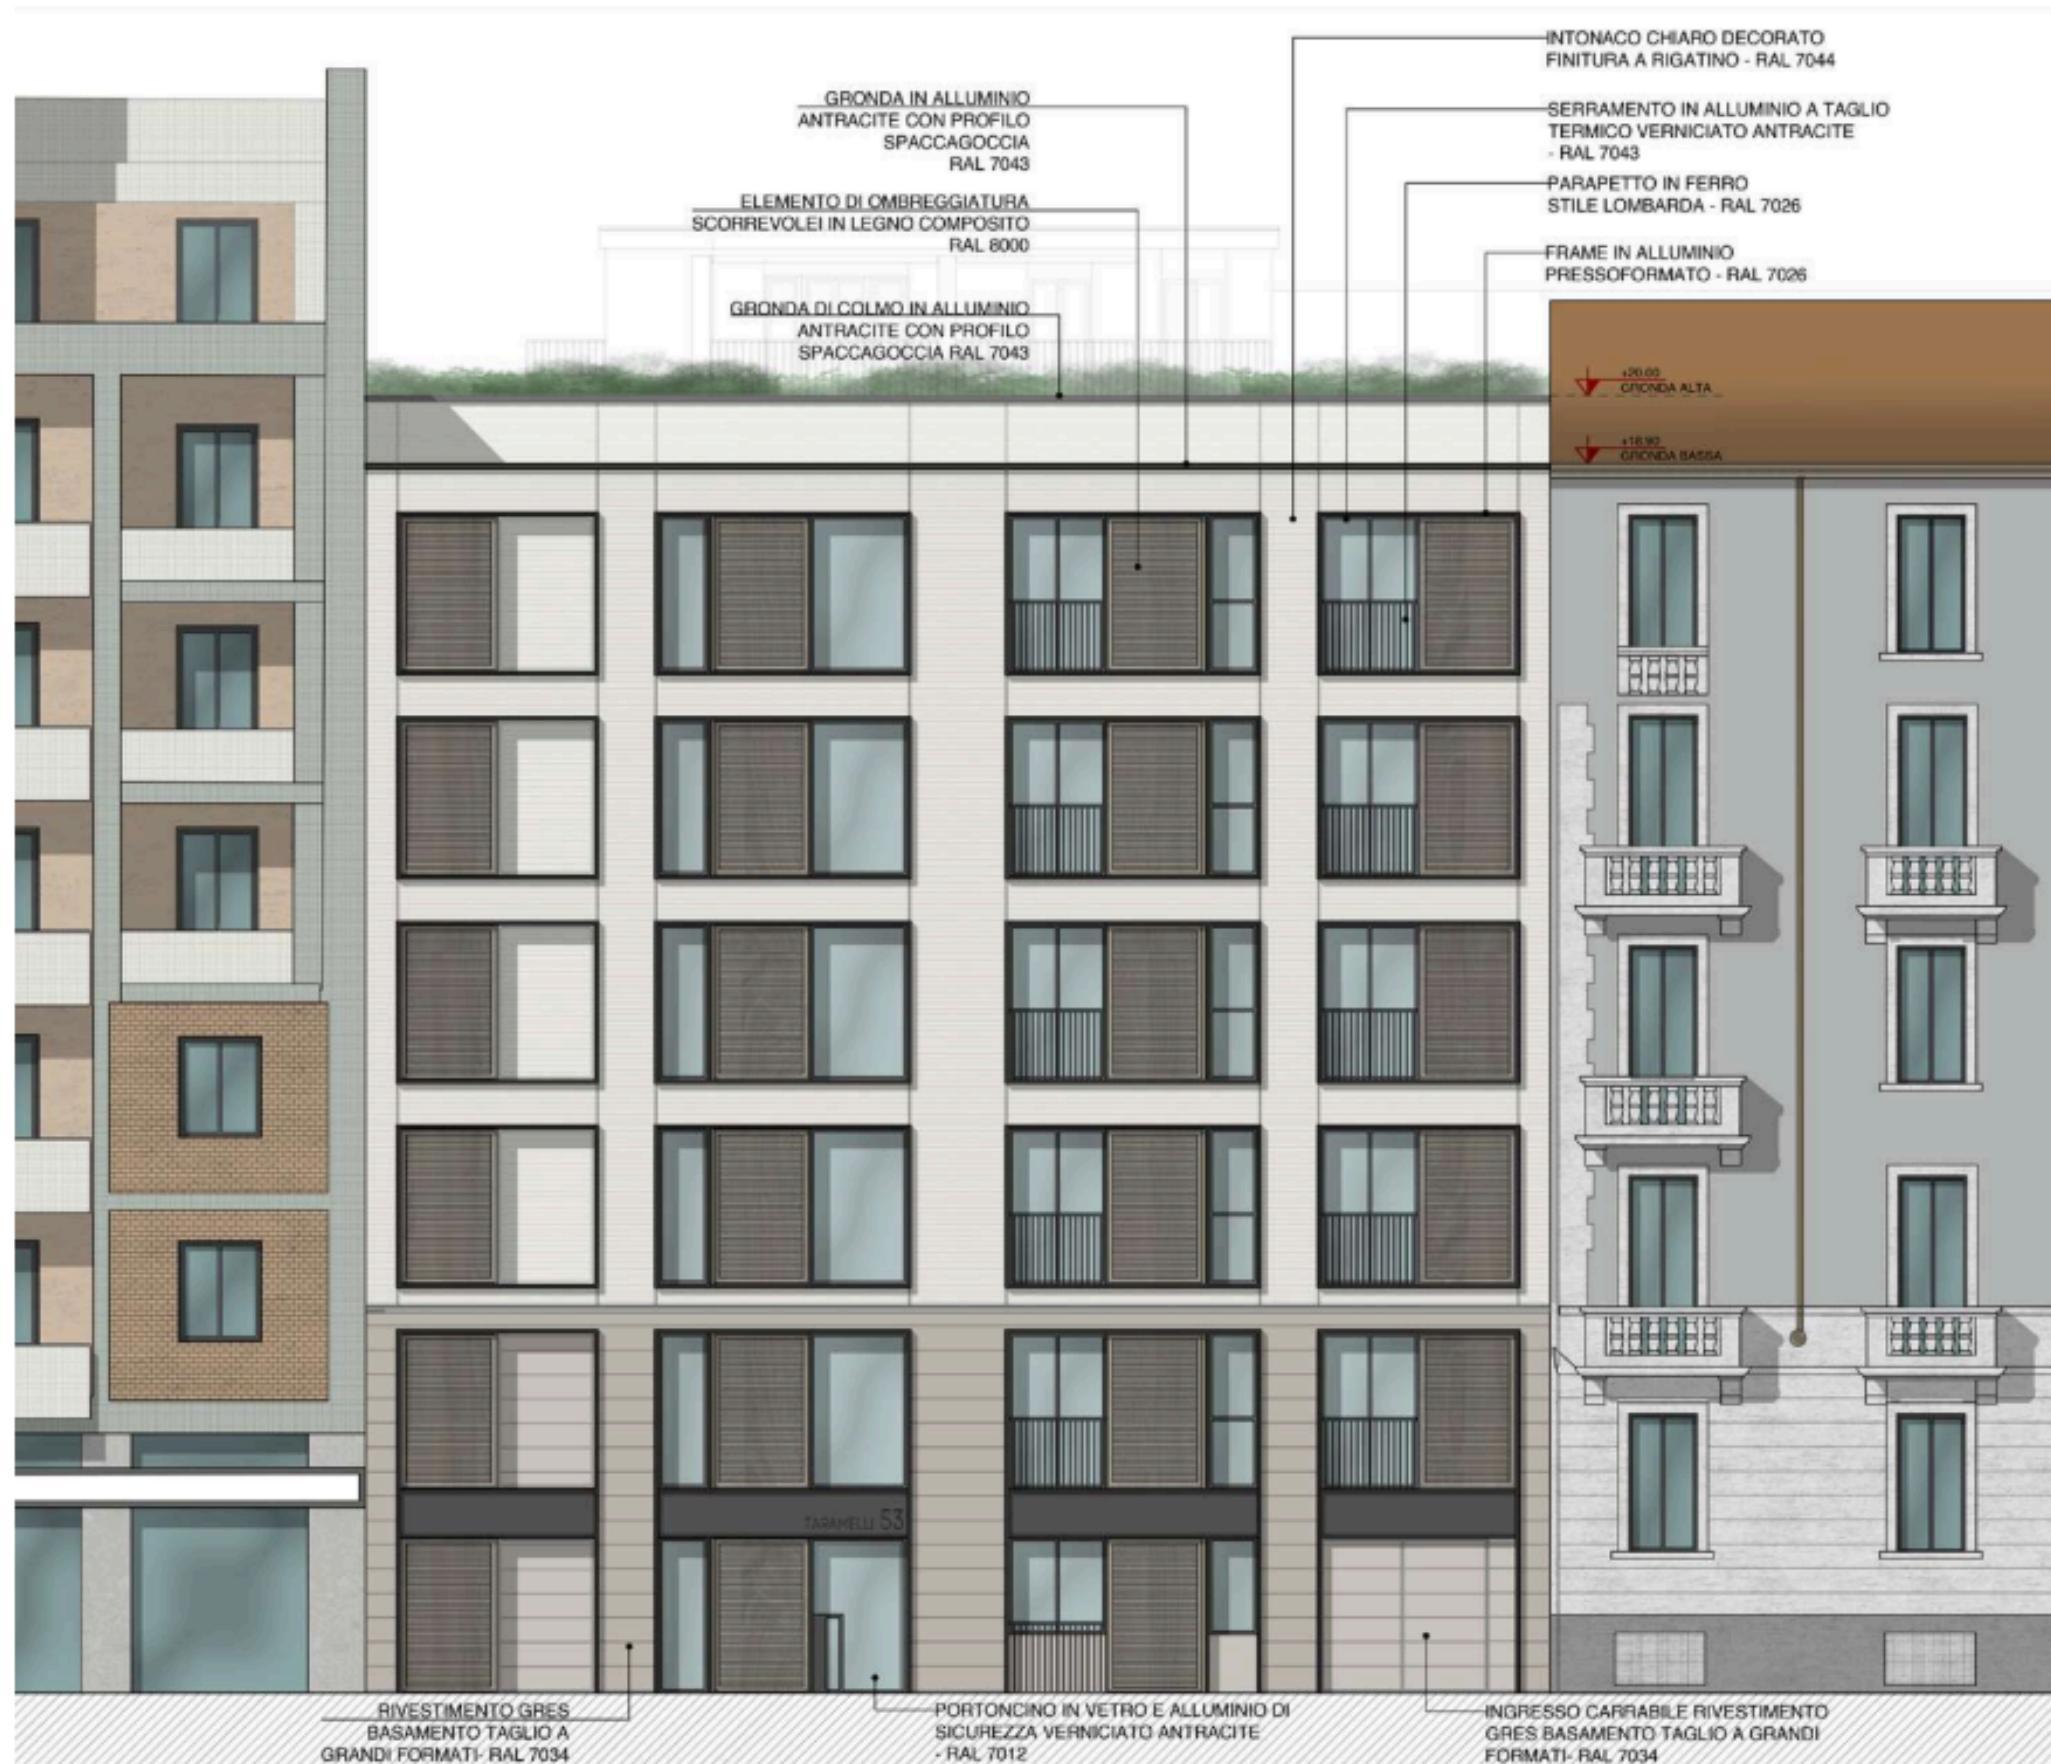 INTONACO CHIARO DECORATO
FINITURA A RIGATINO - RAL 7044
GRONDA IN ALLUMINIO
ANTRACITE CON PROFILO
SPACCAGOCCIA
RAL 7043
SERRAMENTO IN ALLUMINIO A TAGLIO
TERMICO VERNICIATO ANTRACITE
- RAL 7043
PARAPETTO IN FERRO
STILE LOMBARDA - RAL 7026
ELEMENTO DI OMBREGGIATURA
SCORREVOLEI IN LEGNO COMPOSITO
RAL 8000
FRAME IN ALLUMINIO
PRESSOFORMATO - RAL 7026
GRONDA DI COLMO IN ALLUMINIO
ANTRACITE CON PROFILO
SPACCAGOCCIA RAL 7043
+20.00
GRONDA ALTA
+18.90
GRONDA BASSA
TARAMELLI 53
RIVESTIMENTO GRES
BASAMENTO TAGLIO A
GRANDI FORMATI- RAL 7034
PORTONCINO IN VETRO E ALLUMINIO DI
SICUREZZA VERNICIATO ANTRACITE
- RAL 7012
INGRESSO CARRABILE RIVESTIMENTO
GRES BASAMENTO TAGLIO A GRANDI
FORMATI- RAL 7034